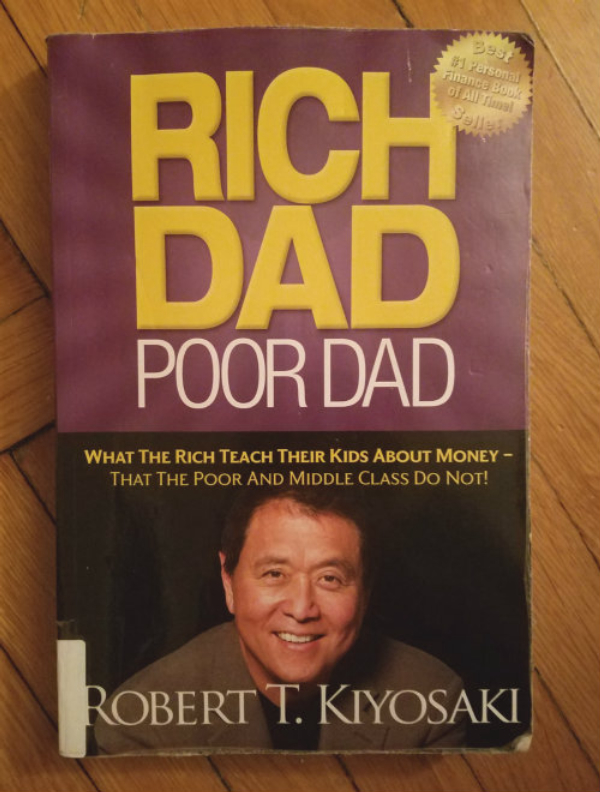 Best
#1 Personal
Finance Book
of All Time!
Seller
RICH
DAD
POOR DAD
WHAT THE RICH TEACH THEIR KIDS ABOUT MONEY –
THAT THE POOR AND MIDDLE CLASS DO NOT!
ROBERT T. KIYOSAKI